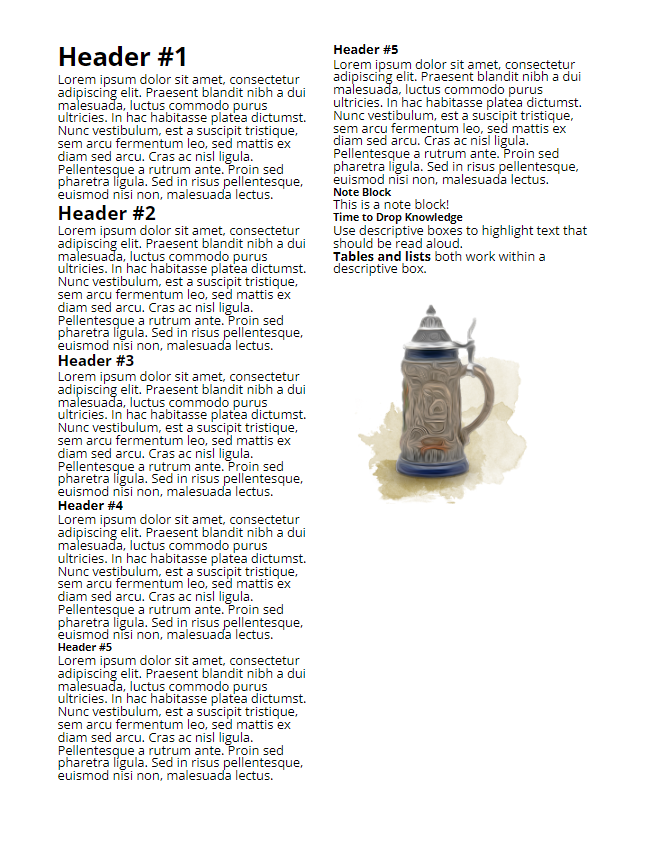 Header #1
Lorem ipsum dolor sit amet, consectetur
adipiscing elit. Praesent blandit nibh a dui
malesuada, luctus commodo purus
ultricies. In hac habitasse platea dictumst.
Nunc vestibulum, est a suscipit tristique,
sem arcu fermentum leo, sed mattis ex
diam sed arcu. Cras ac nisl ligula.
Pellentesque a rutrum ante. Proin sed
pharetra ligula. Sed in risus pellentesque,
euismod nisi non, malesuada lectus.
Header #2
Lorem ipsum dolor sit amet, consectetur
adipiscing elit. Praesent blandit nibh a dui
malesuada, luctus commodo purus
ultricies. In hac habitasse platea dictumst.
Nunc vestibulum, est a suscipit tristique,
sem arcu fermentum leo, sed mattis ex
diam sed arcu. Cras ac nisl ligula.
Pellentesque a rutrum ante. Proin sed
pharetra ligula. Sed in risus pellentesque,
euismod nisi non, malesuada lectus.
Header #3
Lorem ipsum dolor sit amet, consectetur
adipiscing elit. Praesent blandit nibh a dui
malesuada, luctus commodo purus
ultricies. In hac habitasse platea dictumst.
Nunc vestibulum, est a suscipit tristique,
sem arcu fermentum leo, sed mattis ex
diam sed arcu. Cras ac nisl ligula.
Pellentesque a rutrum ante. Proin sed
pharetra ligula. Sed in risus pellentesque,
euismod nisi non, malesuada lectus.
Header #4
Lorem ipsum dolor sit amet, consectetur
adipiscing elit. Praesent blandit nibh a dui
malesuada, luctus commodo purus
ultricies. In hac habitasse platea dictumst.
Nunc vestibulum, est a suscipit tristique,
sem arcu fermentum leo, sed mattis ex
diam sed arcu. Cras ac nisl ligula.
Pellentesque a rutrum ante. Proin sed
pharetra ligula. Sed in risus pellentesque,
euismod nisi non, malesuada lectus.
Header #5
Lorem ipsum dolor sit amet, consectetur
adipiscing elit. Praesent blandit nibh a dui
malesuada, luctus commodo purus
ultricies. In hac habitasse platea dictumst.
Nunc vestibulum, est a suscipit tristique,
sem arcu fermentum leo, sed mattis ex
diam sed arcu. Cras ac nisl ligula.
Pellentesque a rutrum ante. Proin sed
pharetra ligula. Sed in risus pellentesque,
euismod nisi non, malesuada lectus.
Header #5
Lorem ipsum dolor sit amet, consectetur
adipiscing elit. Praesent blandit nibh a dui
malesuada, luctus commodo purus
ultricies. In hac habitasse platea dictumst.
Nunc vestibulum, est a suscipit tristique,
sem arcu fermentum leo, sed mattis ex
diam sed arcu. Cras ac nisl ligula.
Pellentesque a rutrum ante. Proin sed
pharetra ligula. Sed in risus pellentesque,
euismod nisi non, malesuada lectus.
Note Block
This is a note block!
Time to Drop Knowledge
Use descriptive boxes to highlight text that
should be read aloud.
Tables and lists both work within a
descriptive box.